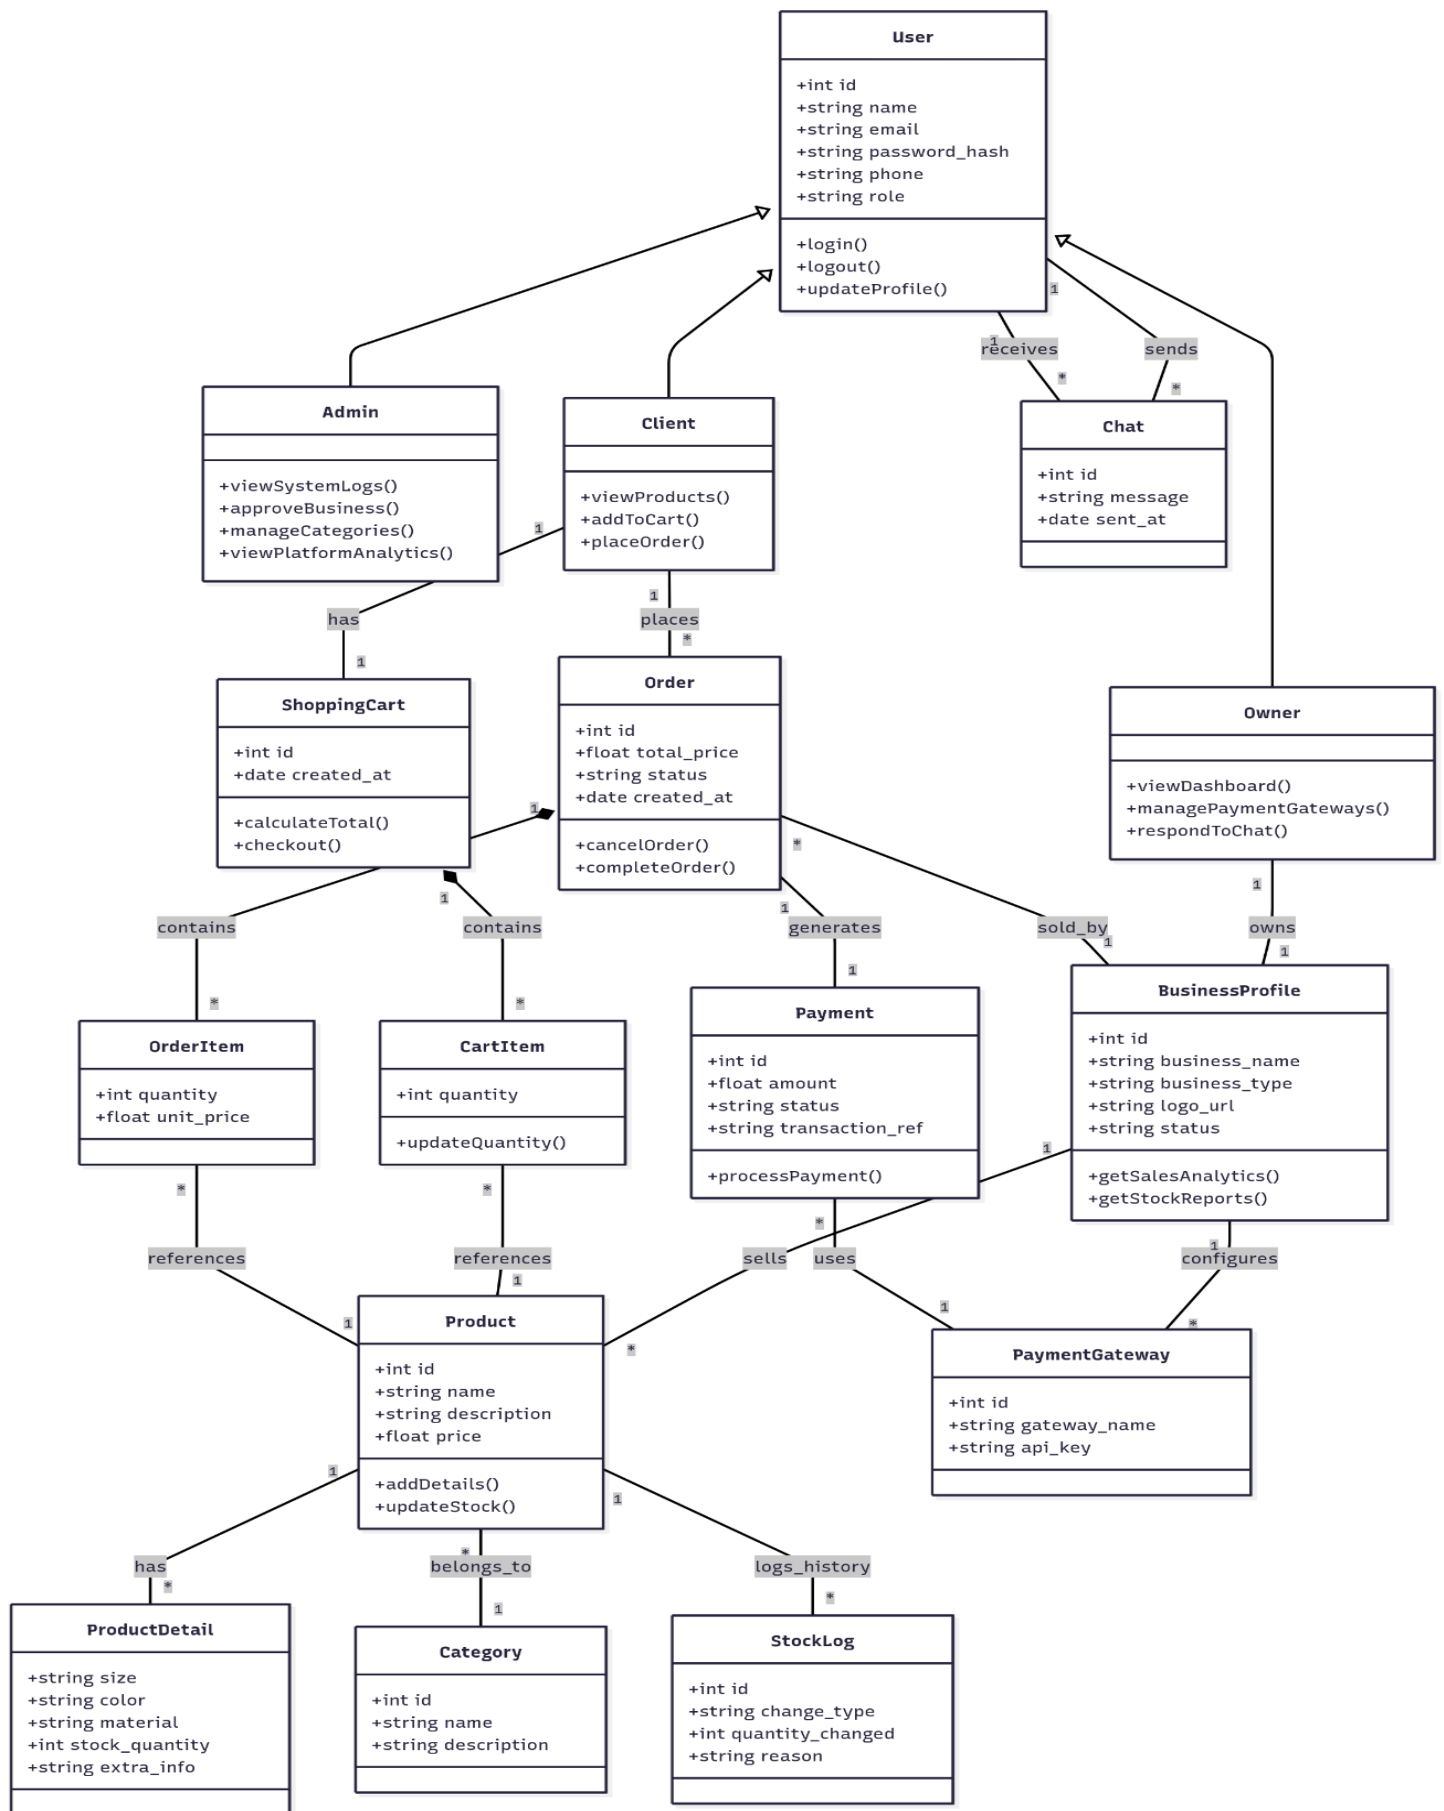 User
+int id
+string name
+string email
+string password_hash
+string phone
+string role
+login()
+logout()
+updateProfile()
1
1
receives
sends
*
*
Admin
+viewSystemLogs()
+approveBusiness()
+manageCategories()
+viewPlatformAnalytics()
Client
+viewProducts()
+addToCart()
+placeOrder()
Chat
+int id
+string message
+date sent_at
1
has
1
1
places
*
ShoppingCart
+int id
+date created_at
+calculateTotal()
+checkout()
Order
+int id
+float total_price
+string status
+date created_at
+cancelOrder()
+completeOrder()
Owner
+viewDashboard()
+managePaymentGateways()
+respondToChat()
1
*
1
1
1
contains
contains
generates
sold_by
owns
1
1
1
*
*
OrderItem
+int quantity
+float unit_price
CartItem
+int quantity
+updateQuantity()
Payment
+int id
+float amount
+string status
+string transaction_ref
+processPayment()
BusinessProfile
+int id
+string business_name
+string business_type
+string logo_url
+string status
+getSalesAnalytics()
+getStockReports()
1
*
*
*
1
references
references
sells
uses
configures
1
1
1
*
*
Product
+int id
+string name
+string description
+float price
+addDetails()
+updateStock()
PaymentGateway
+int id
+string gateway_name
+string api_key
1
1
*
has
belongs_to
logs_history
*
1
*
ProductDetail
+string size
+string color
+string material
+int stock_quantity
+string extra_info
Category
+int id
+string name
+string description
StockLog
+int id
+string change_type
+int quantity_changed
+string reason